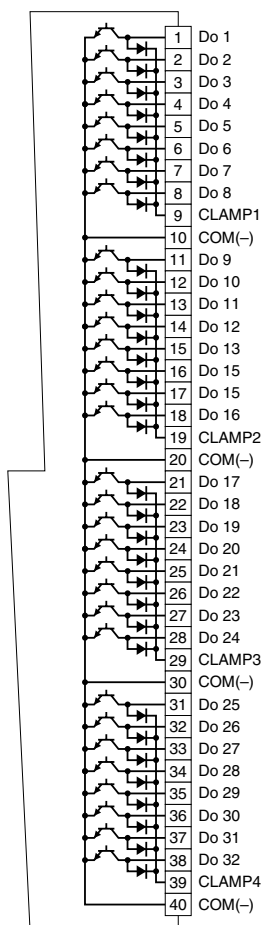 1 Do 1
2 Do 2
3 Do 3
4 Do 4
5 Do 5
6 Do 6
7 Do 7
8 Do 8
9 CLAMP1
10 COM(–)
11 Do 9
12 Do 10
13 Do 11
14 Do 12
15 Do 13
16 Do 15
17 Do 15
18 Do 16
19 CLAMP2
20 COM(–)
21 Do 17
22 Do 18
23 Do 19
24 Do 20
25 Do 21
26 Do 22
27 Do 23
28 Do 24
29 CLAMP3
30 COM(–)
31 Do 25
32 Do 26
33 Do 27
34 Do 28
35 Do 29
36 Do 30
37 Do 31
38 Do 32
39 CLAMP4
40 COM(–)